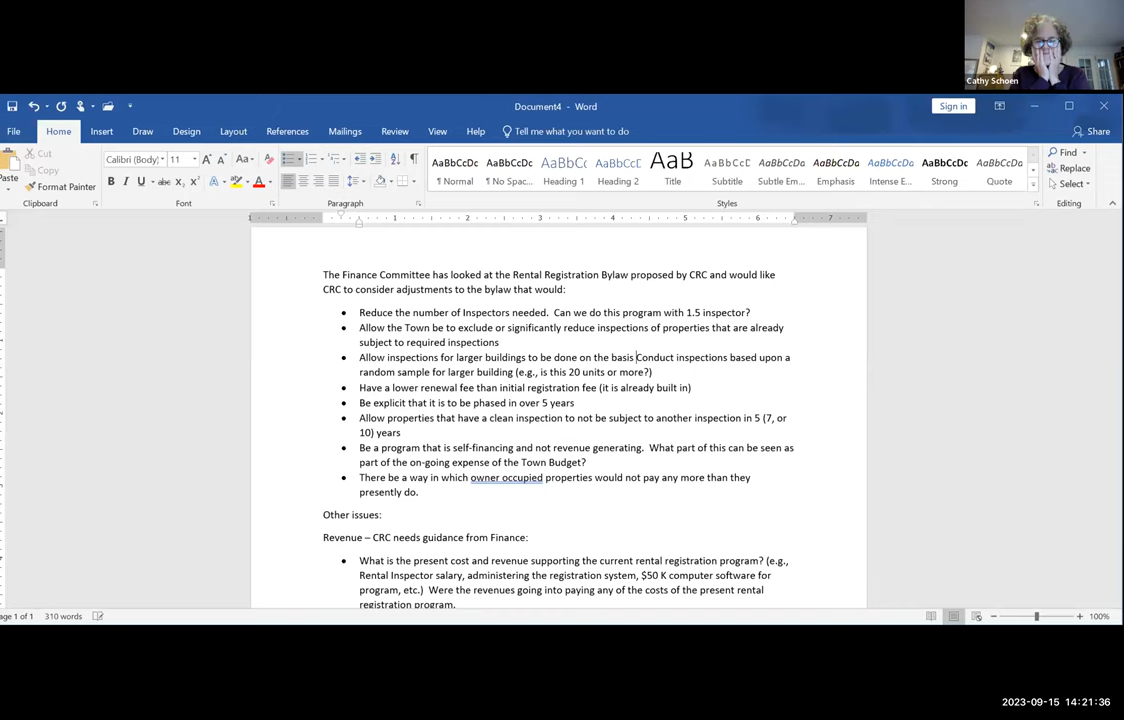 Cathy Schoen
Document4 - Word
Sign in
File Home Insert Draw Design Layout References Mailings Review View Help Tell me what you want to do Share
Cut
Copy
Paste
Format Painter
Clipboard
Calibri (Body) 11
Font
Paragraph
AaBbCcDc AaBbCcDc AaBbCc AaBbCcD AaB AaBbCcD AaBbCcDc AaBbCcDc AaBbCcDc AaBbCcDc AaBbCcDc
¶ Normal ¶ No Spac... Heading 1 Heading 2 Title Subtitle Subtle Em... Emphasis Intense E... Strong Quote
Styles
Find
Replace
Select
Editing
1 1 2 3 4 5 6 7
The Finance Committee has looked at the Rental Registration Bylaw proposed by CRC and would like
CRC to consider adjustments to the bylaw that would:
• Reduce the number of Inspectors needed. Can we do this program with 1.5 inspector?
• Allow the Town be to exclude or significantly reduce inspections of properties that are already
subject to required inspections
• Allow inspections for larger buildings to be done on the basis Conduct inspections based upon a
random sample for larger building (e.g., is this 20 units or more?)
• Have a lower renewal fee than initial registration fee (it is already built in)
• Be explicit that it is to be phased in over 5 years
• Allow properties that have a clean inspection to not be subject to another inspection in 5 (7, or
10) years
• Be a program that is self-financing and not revenue generating. What part of this can be seen as
part of the on-going expense of the Town Budget?
• There be a way in which owner occupied properties would not pay any more than they
presently do.
Other issues:
Revenue – CRC needs guidance from Finance:
• What is the present cost and revenue supporting the current rental registration program? (e.g.,
Rental Inspector salary, administering the registration system, $50 K computer software for
program, etc.) Were the revenues going into paying any of the costs of the present rental
registration program.
age 1 of 1 310 words 100%
2023-09-15 14:21:36